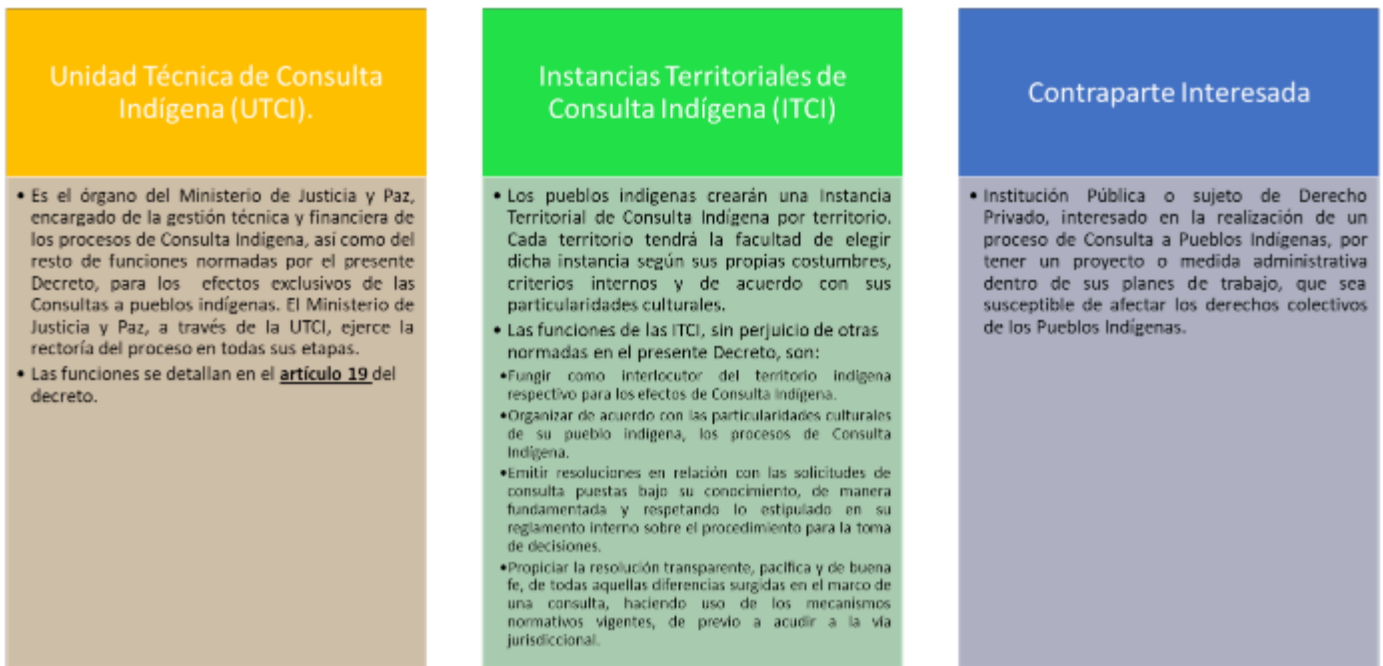 Unidad Técnica de Consulta
Indígena (UTCI).
• Es el órgano del Ministerio de Justicia y Paz,
encargado de la gestión técnica y financiera de
los procesos de Consulta Indígena, así como del
resto de funciones normadas por el presente
Decreto, para los efectos exclusivos de las
Consultas a pueblos indígenas. El Ministerio de
Justicia y Paz, a través de la UTCI, ejerce la
rectoría del proceso en todas sus etapas.
• Las funciones se detallan en el artículo 19 del
decreto.
Instancias Territoriales de
Consulta Indígena (ITCI)
• Los pueblos indígenas crearán una Instancia
Territorial de Consulta Indígena por territorio.
Cada territorio tendrá la facultad de elegir
dicha instancia según sus propias costumbres,
criterios internos y de acuerdo con sus
particularidades culturales.
• Las funciones de las ITCI, sin perjuicio de otras
normadas en el presente Decreto, son:
•Fungir como interlocutor del territorio indígena
respectivo para los efectos de Consulta Indígena.
•Organizar de acuerdo con las particularidades culturales
de su pueblo indígena, los procesos de Consulta
Indígena.
•Emitir resoluciones en relación con las solicitudes de
consulta puestas bajo su conocimiento, de manera
fundamentada y respetando lo estipulado en su
reglamento interno sobre el procedimiento para la toma
de decisiones.
•Propiciar la resolución transparente, pacífica y de buena
fe, de todas aquellas diferencias surgidas en el marco de
una consulta, haciendo uso de los mecanismos
normativos vigentes, de previo a acudir a la vía
jurisdiccional.
Contraparte Interesada
• Institución Pública o sujeto de Derecho
Privado, interesado en la realización de un
proceso de Consulta a Pueblos Indígenas, por
tener un proyecto o medida administrativa
dentro de sus planes de trabajo, que sea
susceptible de afectar los derechos colectivos
de los Pueblos Indígenas.